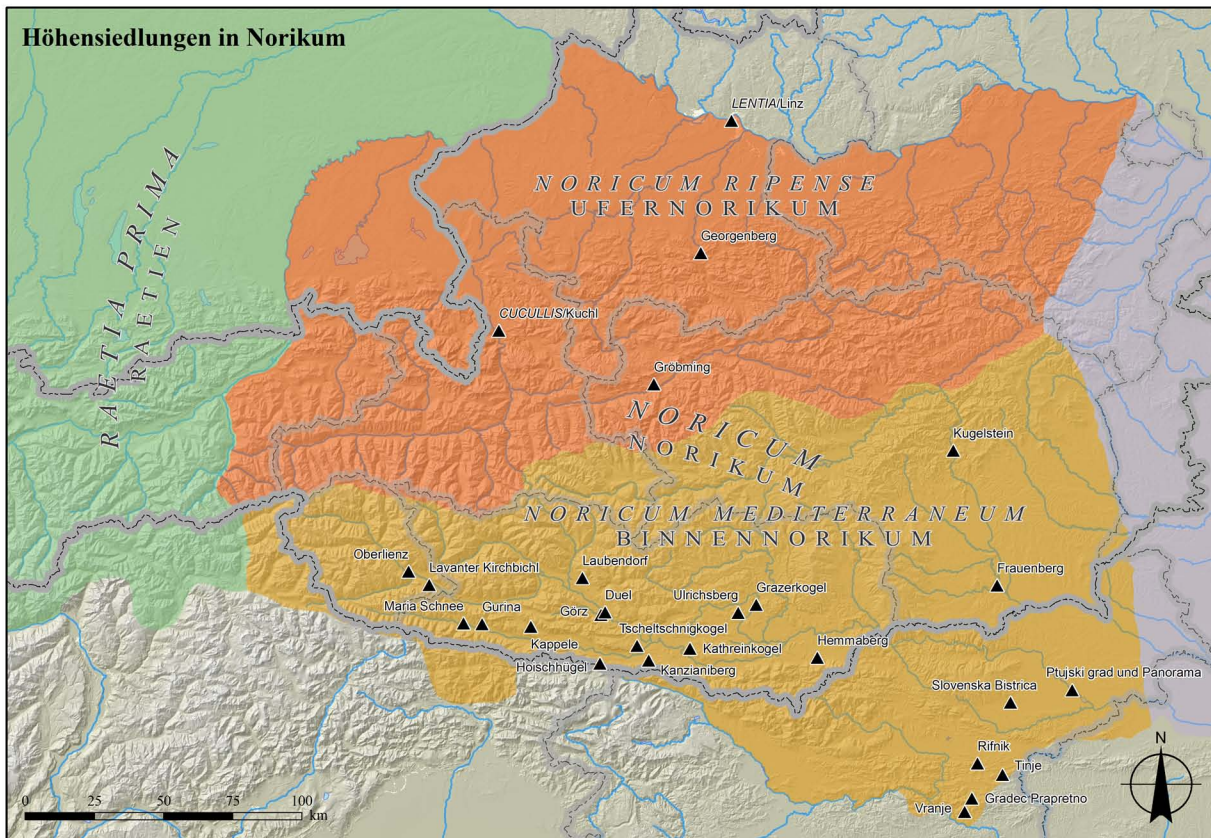 Höhensiedlungen in Norikum
LENTIA/Linz
NORICUM RIPENSE
UFERNORIKUM
Georgenberg
RAETIA PRIMA
RAETIEN
CUCULLIS/Kuchl
Gröbming
NORICUM
NORIKUM
Kugelstein
NORICUM MEDITERRANEUM
BINNENNORIKUM
Oberlienz
Lavanter Kirchbichl
Laubendorf
Frauenberg
Maria Schnee
Gurina
Görz
Duel
Ulrichsberg
Grazerkogel
Kappele
Tscheltschnigkogel
Kathreinkogel
Hemmaberg
Hoischhügel
Kanzianiberg
Slovenska Bistrica
Ptujski grad und Panorama
Rifnik
Tinje
Gradec Prapretno
Vranje
N
0 25 50 75 100
km